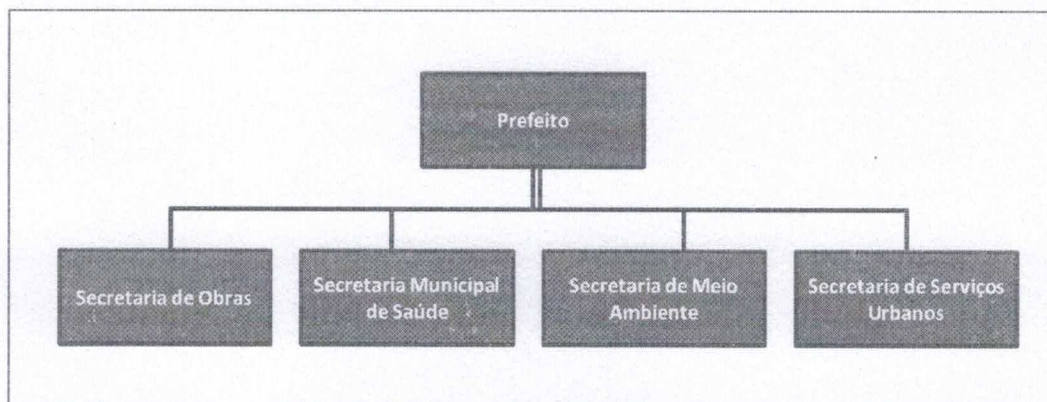 Prefeito
Secretaria de Obras
Secretaria Municipal
de Saúde
Secretaria de Meio
Ambiente
Secretaria de Serviços
Urbanos